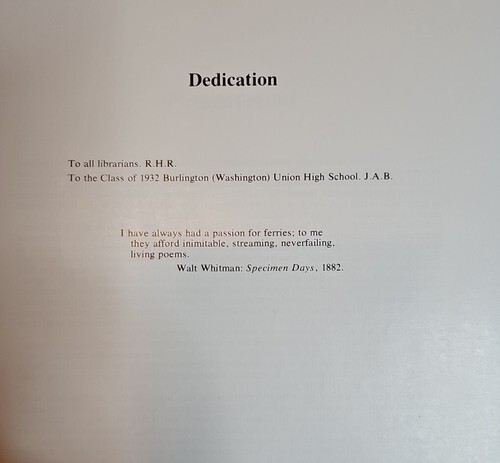 Dedication
To all librarians. R.H.R.
To the Class of 1932 Burlington (Washington) Union High School. J.A.B.
I have always had a passion for ferries; to me
they afford inimitable, streaming, neverfailing,
living poems.
Walt Whitman: Specimen Days, 1882.